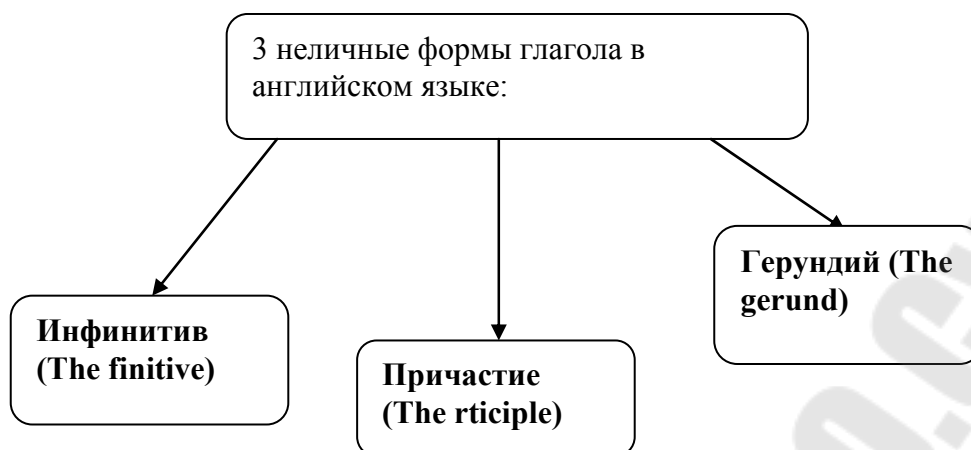 3 неличные формы глагола в
английском языке:
Инфинитив
(The finitive)
Причастие
(The rticiple)
Герундий (The
gerund)